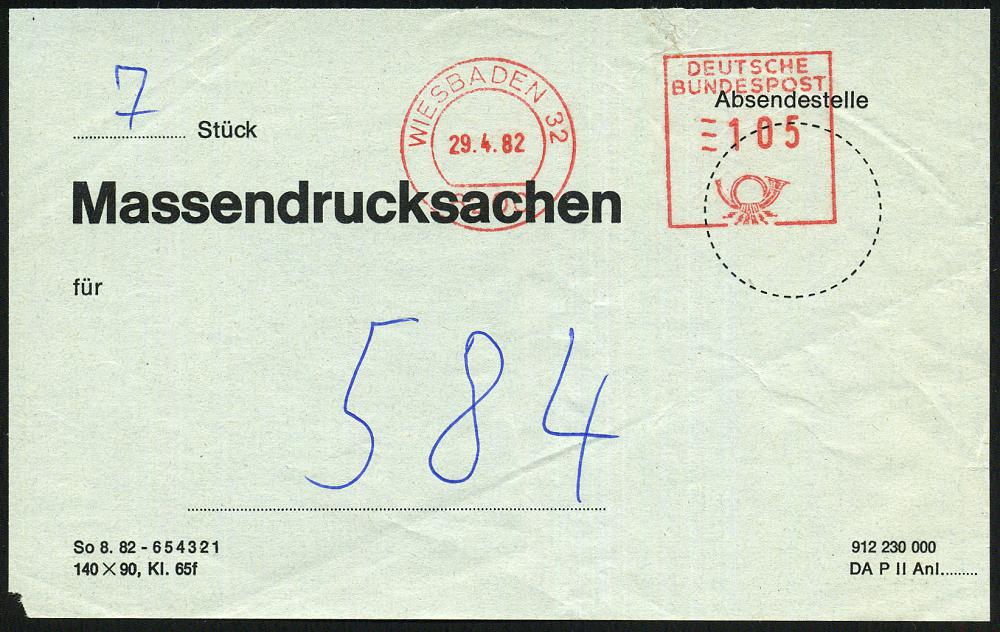 7 Stück
WIESBADEN 32
29.4.82
DEUTSCHE
BUNDESPOST
Absendestelle
105
Massendrucksachen
für
584
So 8. 82 - 654321
140 × 90, Kl. 65f
912 230 000
DA P II Anl.........